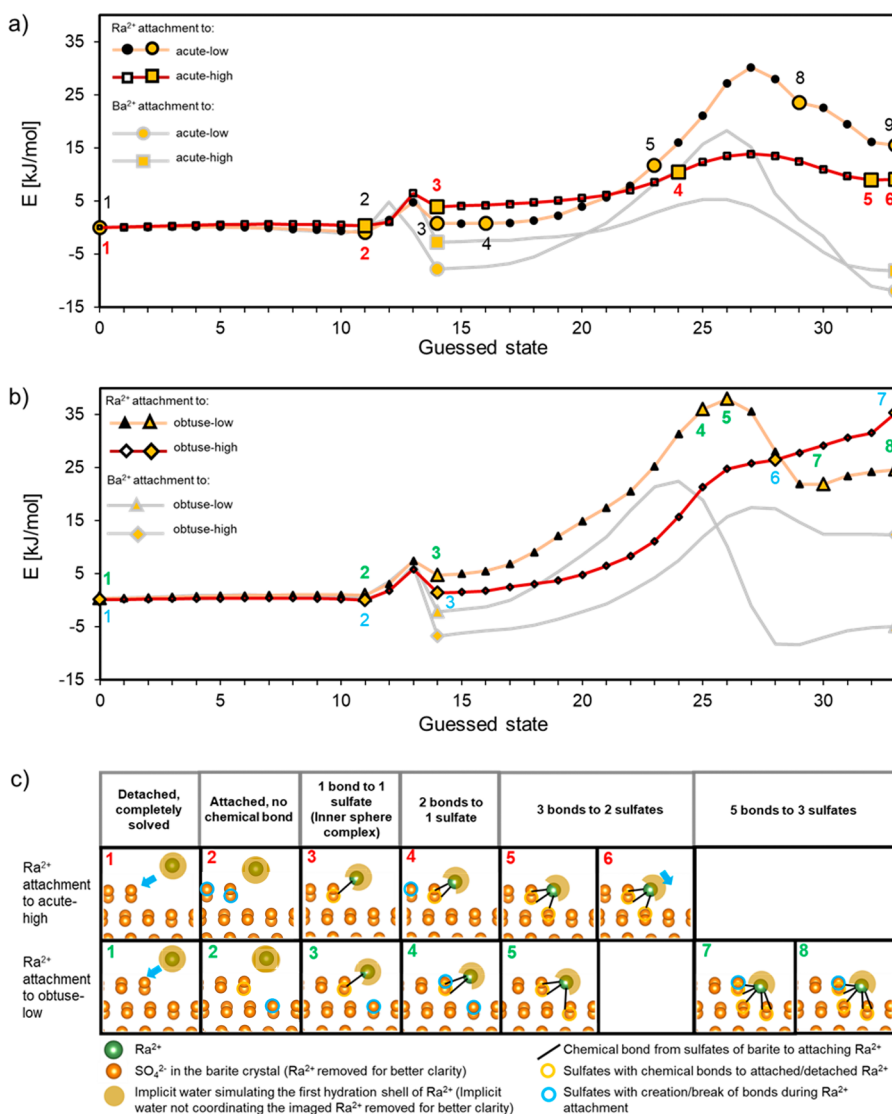 a)
Ra²⁺ attachment to:
acute-low
acute-high
Ba²⁺ attachment to:
acute-low
acute-high
E [kJ/mol]
35
25
15
5
-5
-15
1
1
2
2
3
3
4
5
4
8
9
5
6
0
5
10
15
20
25
30
Guessed state
b)
Ra²⁺ attachment to:
obtuse-low
obtuse-high
Ba²⁺ attachment to:
obtuse-low
obtuse-high
E [kJ/mol]
35
25
15
5
-5
-15
1
1
2
2
3
3
4
5
6
7
7
8
0
5
10
15
20
25
30
Guessed state
c)
Detached,
completely
solved
Attached, no
chemical bond
1 bond to 1
sulfate
(Inner sphere
complex)
2 bonds to
1 sulfate
3 bonds to 2 sulfates
5 bonds to 3 sulfates
Ra²⁺
attachment
to acute-
high
1
2
3
4
5
6
Ra²⁺
attachment
to obtuse-
low
1
2
3
4
5
7
8
Ra²⁺
SO₄²⁻ in the barite crystal (Ra²⁺ removed for better clarity)
Implicit water simulating the first hydration shell of Ra²⁺ (Implicit
water not coordinating the imaged Ra²⁺ removed for better clarity)
Chemical bond from sulfates of barite to attaching Ra²⁺
Sulfates with chemical bonds to attached/detached Ra²⁺
Sulfates with creation/break of bonds during Ra²⁺
attachment